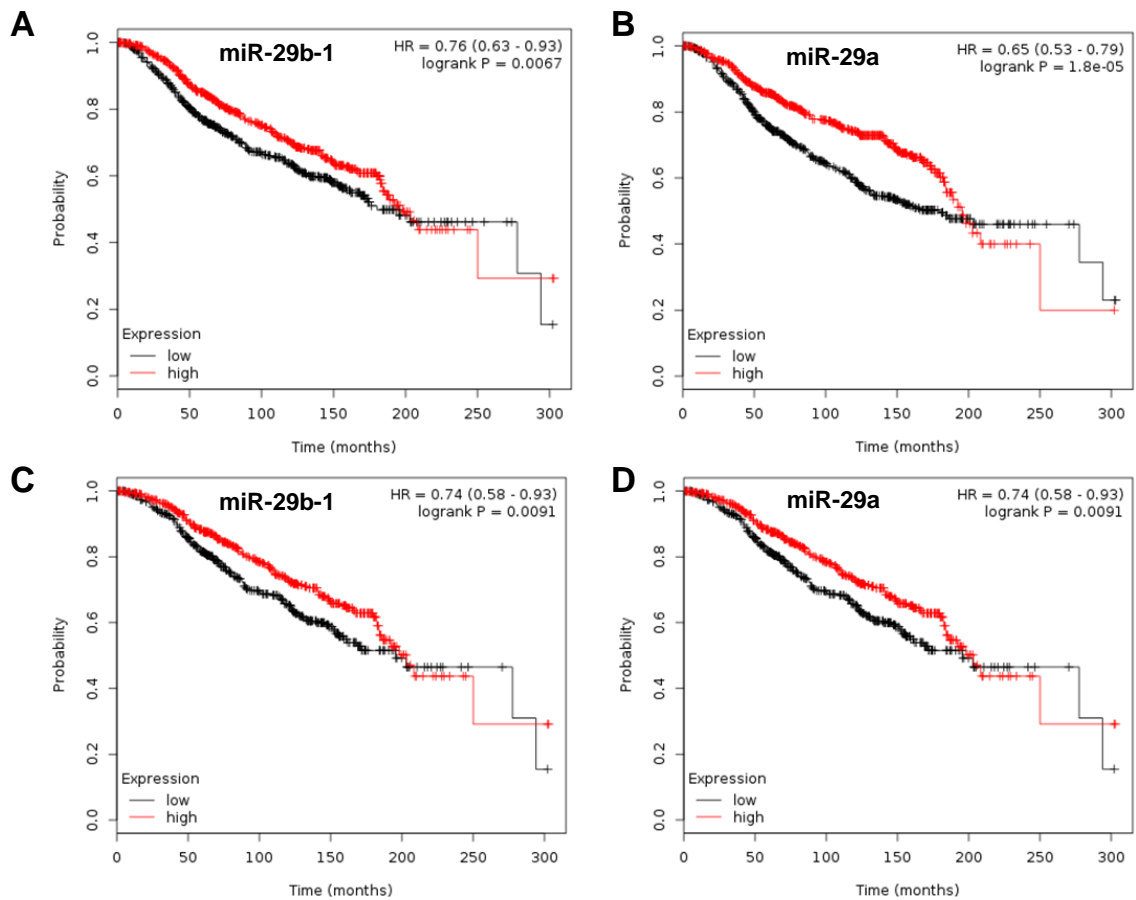 A
miR-29b-1
HR = 0.76 (0.63 - 0.93)
logrank P = 0.0067
Probability
1.0
0.8
0.6
0.4
0.2
0.0
Expression
low
high
0 50 100 150 200 250 300
Time (months)
B
miR-29a
HR = 0.65 (0.53 - 0.79)
logrank P = 1.8e-05
Probability
1.0
0.8
0.6
0.4
0.2
0.0
Expression
low
high
0 50 100 150 200 250 300
Time (months)
C
miR-29b-1
HR = 0.74 (0.58 - 0.93)
logrank P = 0.0091
Probability
1.0
0.8
0.6
0.4
0.2
0.0
Expression
low
high
0 50 100 150 200 250 300
Time (months)
D
miR-29a
HR = 0.74 (0.58 - 0.93)
logrank P = 0.0091
Probability
1.0
0.8
0.6
0.4
0.2
0.0
Expression
low
high
0 50 100 150 200 250 300
Time (months)